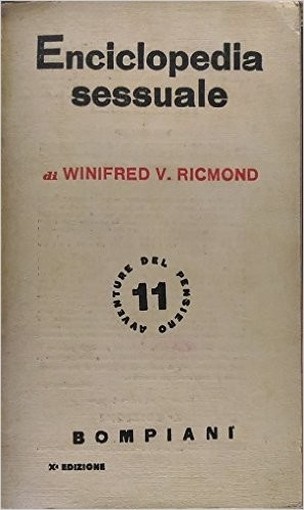 Enciclopedia
sessuale
di WINIFRED V. RICMOND
AVVENTURE DEL PENSIERO
11
BOMPIANI
Xª EDIZIONE